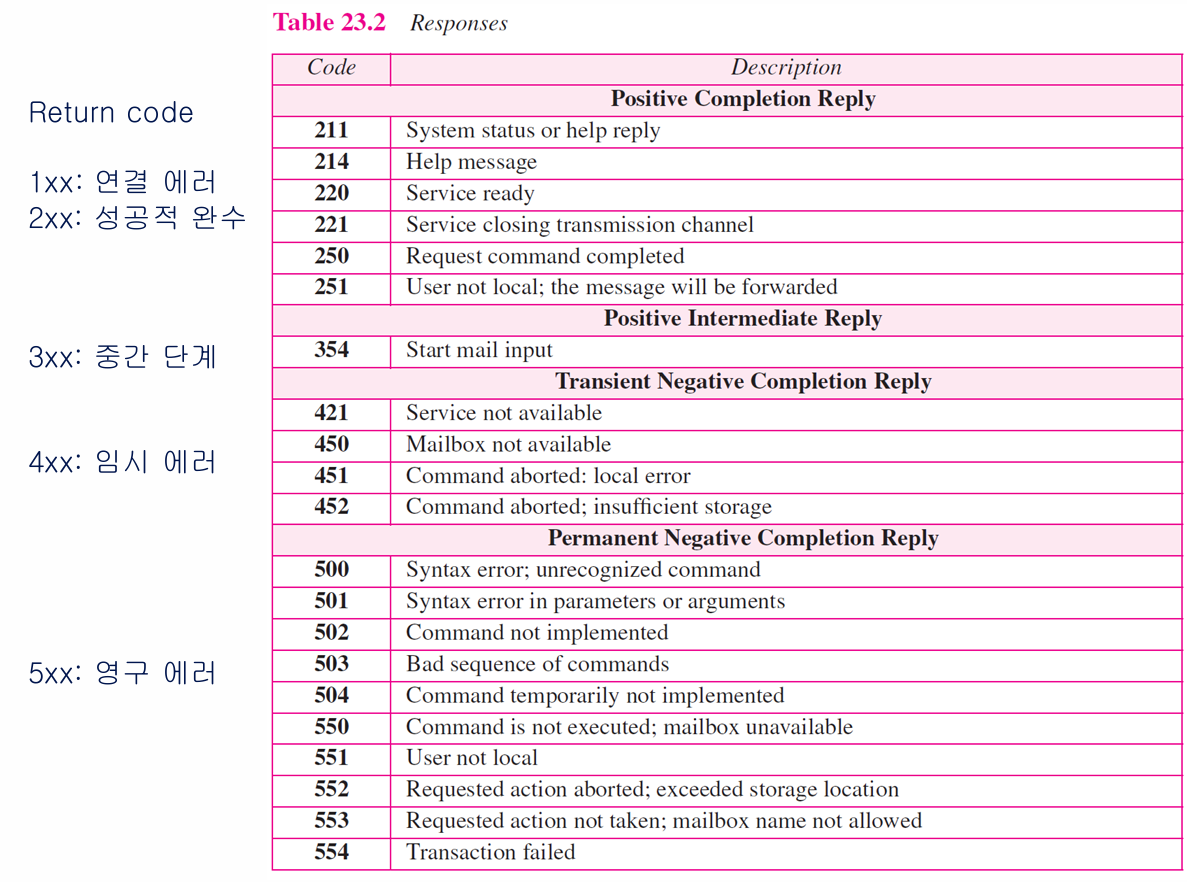 Table 23.2 Responses
Return code
1xx: 연결 에러
2xx: 성공적 완수
3xx: 중간 단계
4xx: 임시 에러
5xx: 영구 에러
Code Description
Positive Completion Reply
211 System status or help reply
214 Help message
220 Service ready
221 Service closing transmission channel
250 Request command completed
251 User not local; the message will be forwarded
Positive Intermediate Reply
354 Start mail input
Transient Negative Completion Reply
421 Service not available
450 Mailbox not available
451 Command aborted: local error
452 Command aborted; insufficient storage
Permanent Negative Completion Reply
500 Syntax error; unrecognized command
501 Syntax error in parameters or arguments
502 Command not implemented
503 Bad sequence of commands
504 Command temporarily not implemented
550 Command is not executed; mailbox unavailable
551 User not local
552 Requested action aborted; exceeded storage location
553 Requested action not taken; mailbox name not allowed
554 Transaction failed